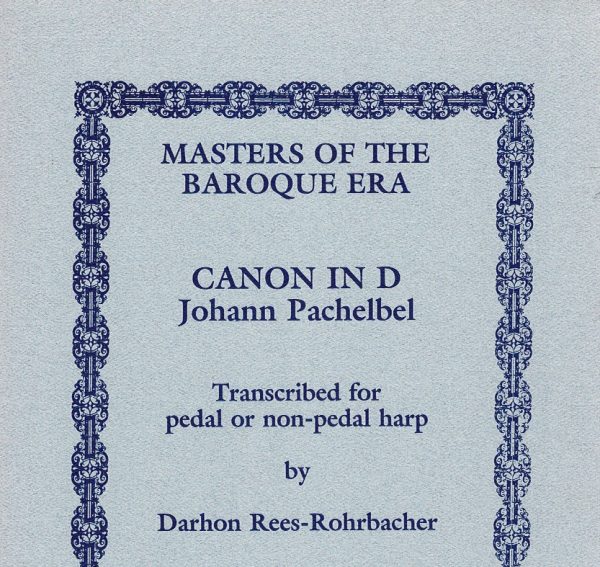 MASTERS OF THE
BAROQUE ERA
CANON IN D
Johann Pachelbel
Transcribed for
pedal or non-pedal harp
by
Darhon Rees-Rohrbacher